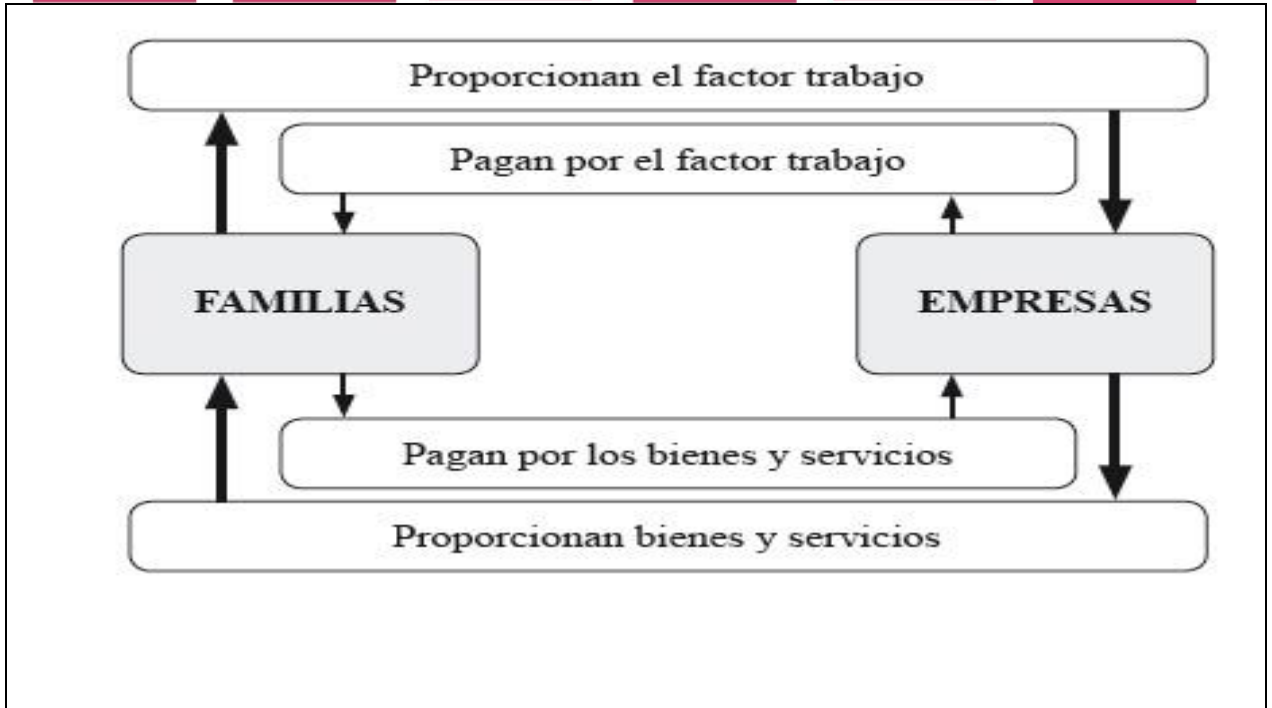 Proporcionan el factor trabajo
Pagan por el factor trabajo
FAMILIAS
EMPRESAS
Pagan por los bienes y servicios
Proporcionan bienes y servicios